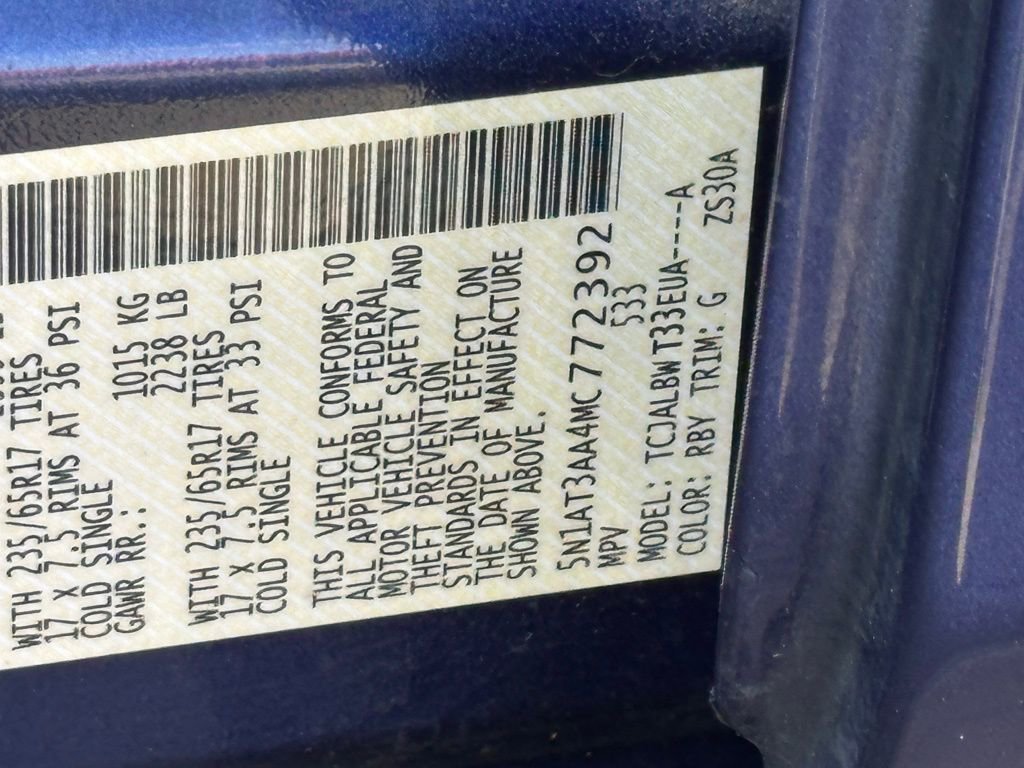 WITH 235/65R17 TIRES
17 X 7.5 RIMS AT 36 PSI
COLD SINGLE
GAWR RR.: 1015 KG
2238 LB
WITH 235/65R17 TIRES
17 X 7.5 RIMS AT 33 PSI
COLD SINGLE
THIS VEHICLE CONFORMS TO
ALL APPLICABLE FEDERAL
MOTOR VEHICLE SAFETY AND
THEFT PREVENTION
STANDARDS IN EFFECT ON
THE DATE OF MANUFACTURE
SHOWN ABOVE.
5N1AT3AA4MC772392
MPV 533
MODEL: TCJALBWT33EUA----A
COLOR: RBY TRIM: G ZS30A